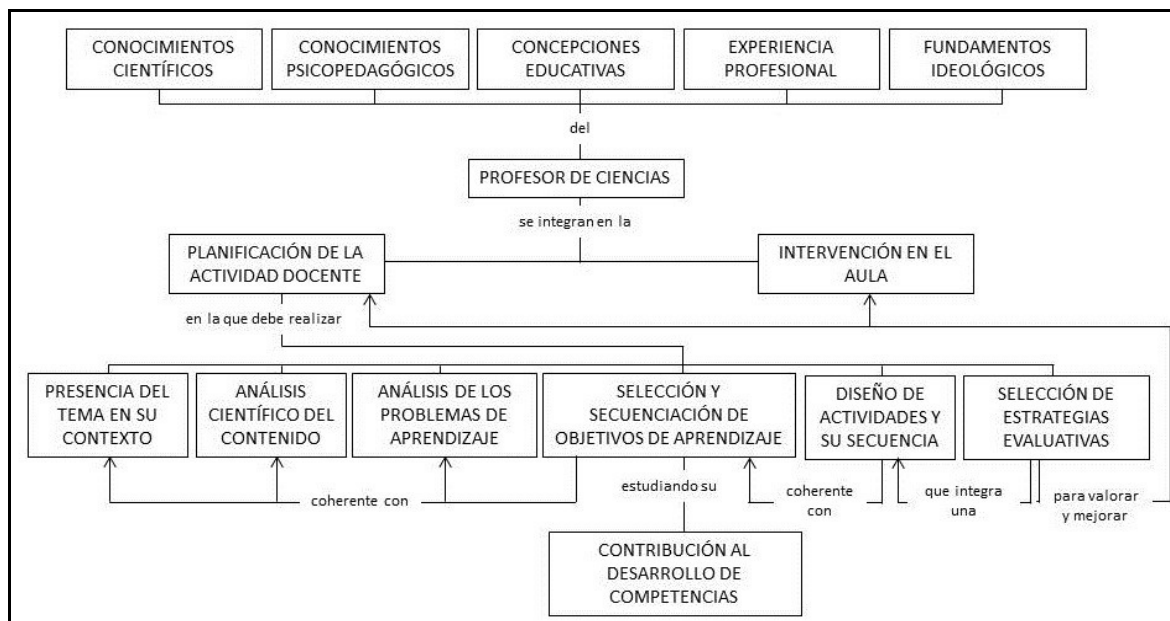 CONOCIMIENTOS
CIENTÍFICOS
CONOCIMIENTOS
PSICOPEDAGÓGICOS
CONCEPCIONES
EDUCATIVAS
EXPERIENCIA
PROFESIONAL
FUNDAMENTOS
IDEOLÓGICOS
del
PROFESOR DE CIENCIAS
se integran en la
PLANIFICACIÓN DE LA
ACTIVIDAD DOCENTE
INTERVENCIÓN EN EL
AULA
en la que debe realizar
PRESENCIA DEL
TEMA EN SU
CONTEXTO
ANÁLISIS
CIENTÍFICO DEL
CONTENIDO
ANÁLISIS DE LOS
PROBLEMAS DE
APRENDIZAJE
SELECCIÓN Y
SECUENCIACIÓN DE
OBJETIVOS DE APRENDIZAJE
DISEÑO DE
ACTIVIDADES Y
SU SECUENCIA
SELECCIÓN DE
ESTRATEGIAS
EVALUATIVAS
coherente con
estudiando su
coherente
con
que integra
una
para valorar
y mejorar
CONTRIBUCIÓN AL
DESARROLLO DE
COMPETENCIAS